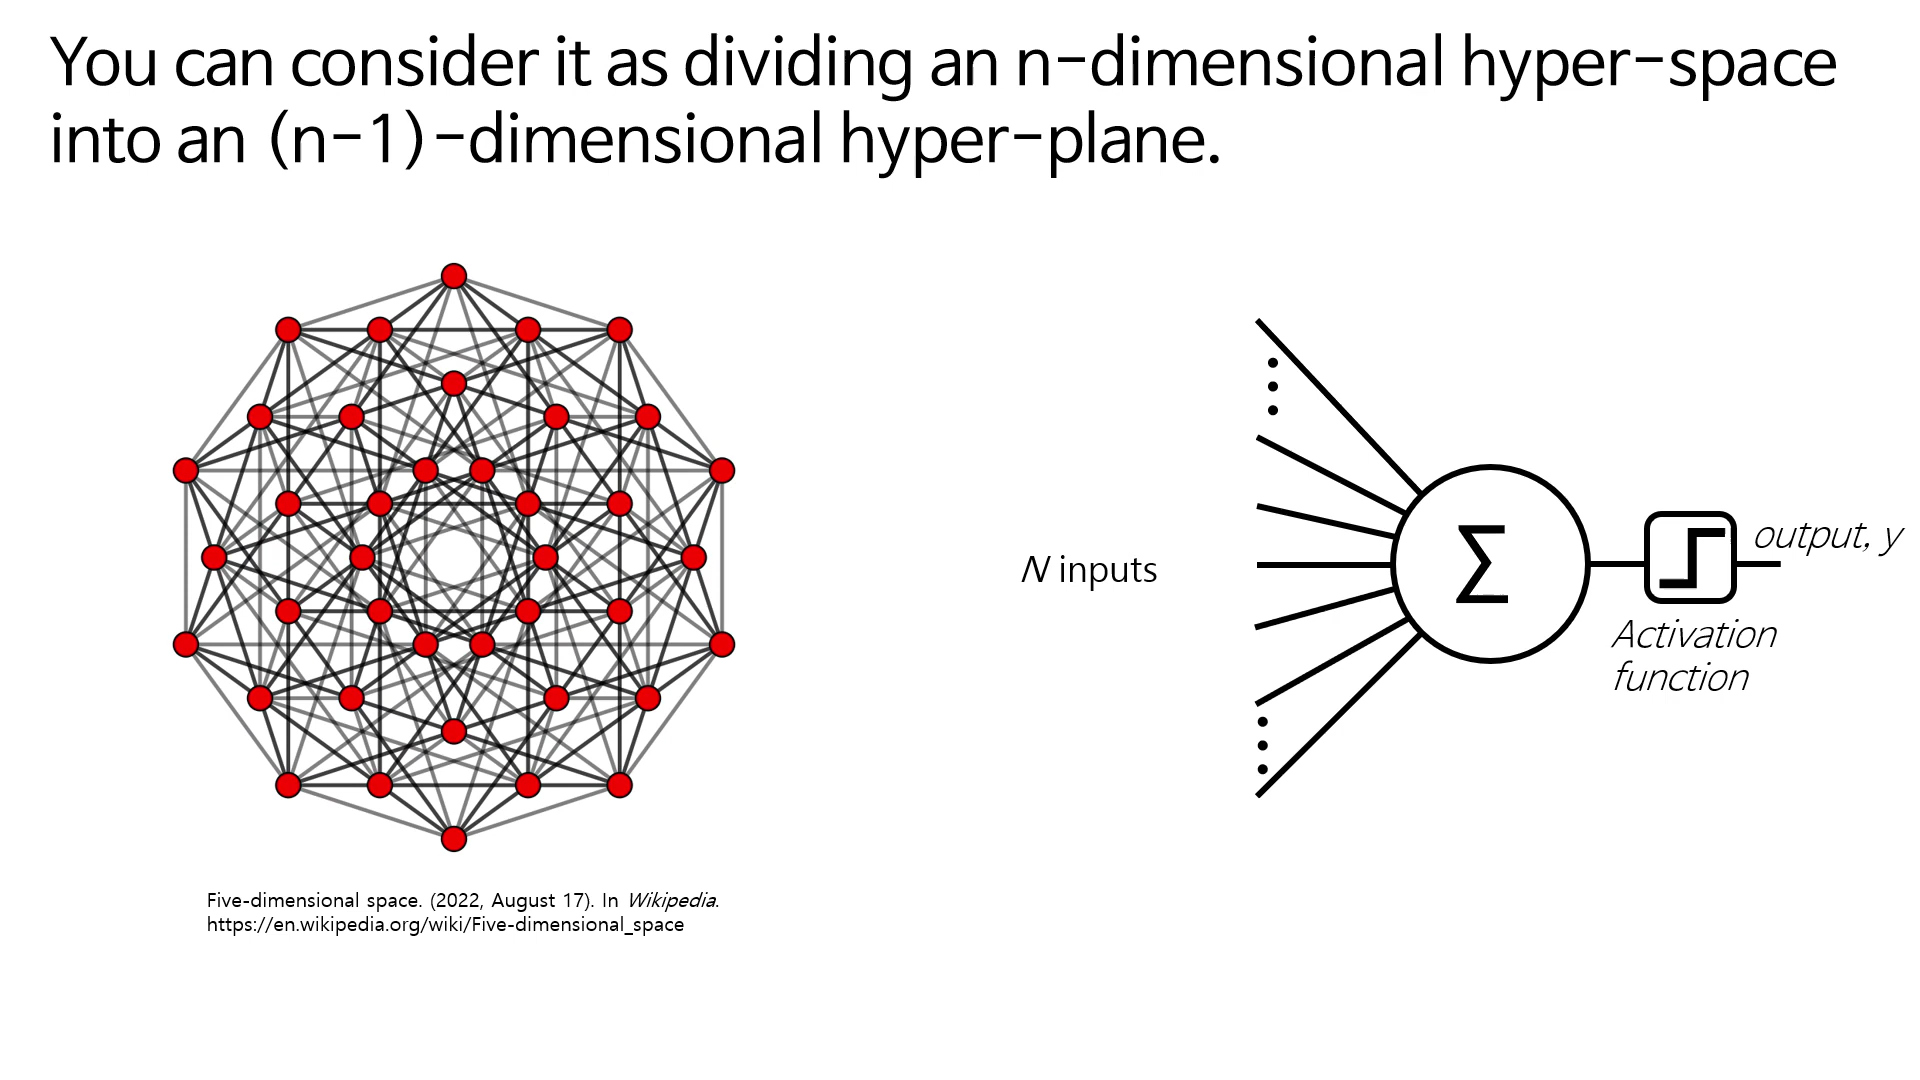 You can consider it as dividing an n-dimensional hyper-space
into an (n-1)-dimensional hyper-plane.
N inputs
Σ
output, y
Activation
function
Five-dimensional space. (2022, August 17). In Wikipedia.
https://en.wikipedia.org/wiki/Five-dimensional_space